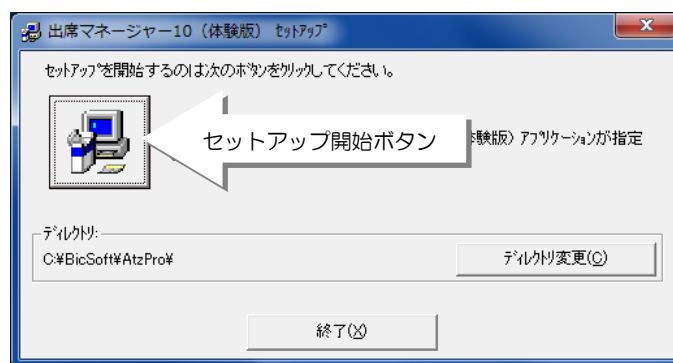 出席マネージャー10（体験版） ｾｯﾄｱｯﾌﾟ
ｾｯﾄｱｯﾌﾟを開始するのは次のﾎﾞﾀﾝをｸﾘｯｸしてください。
セットアップ開始ボタン
験版）ｱﾌﾟﾘｹｰｼｮﾝが指定
ﾃﾞｨﾚｸﾄﾘ:
C:¥BicSoft¥AtzPro¥
ﾃﾞｨﾚｸﾄﾘ変更(C)
終了(X)